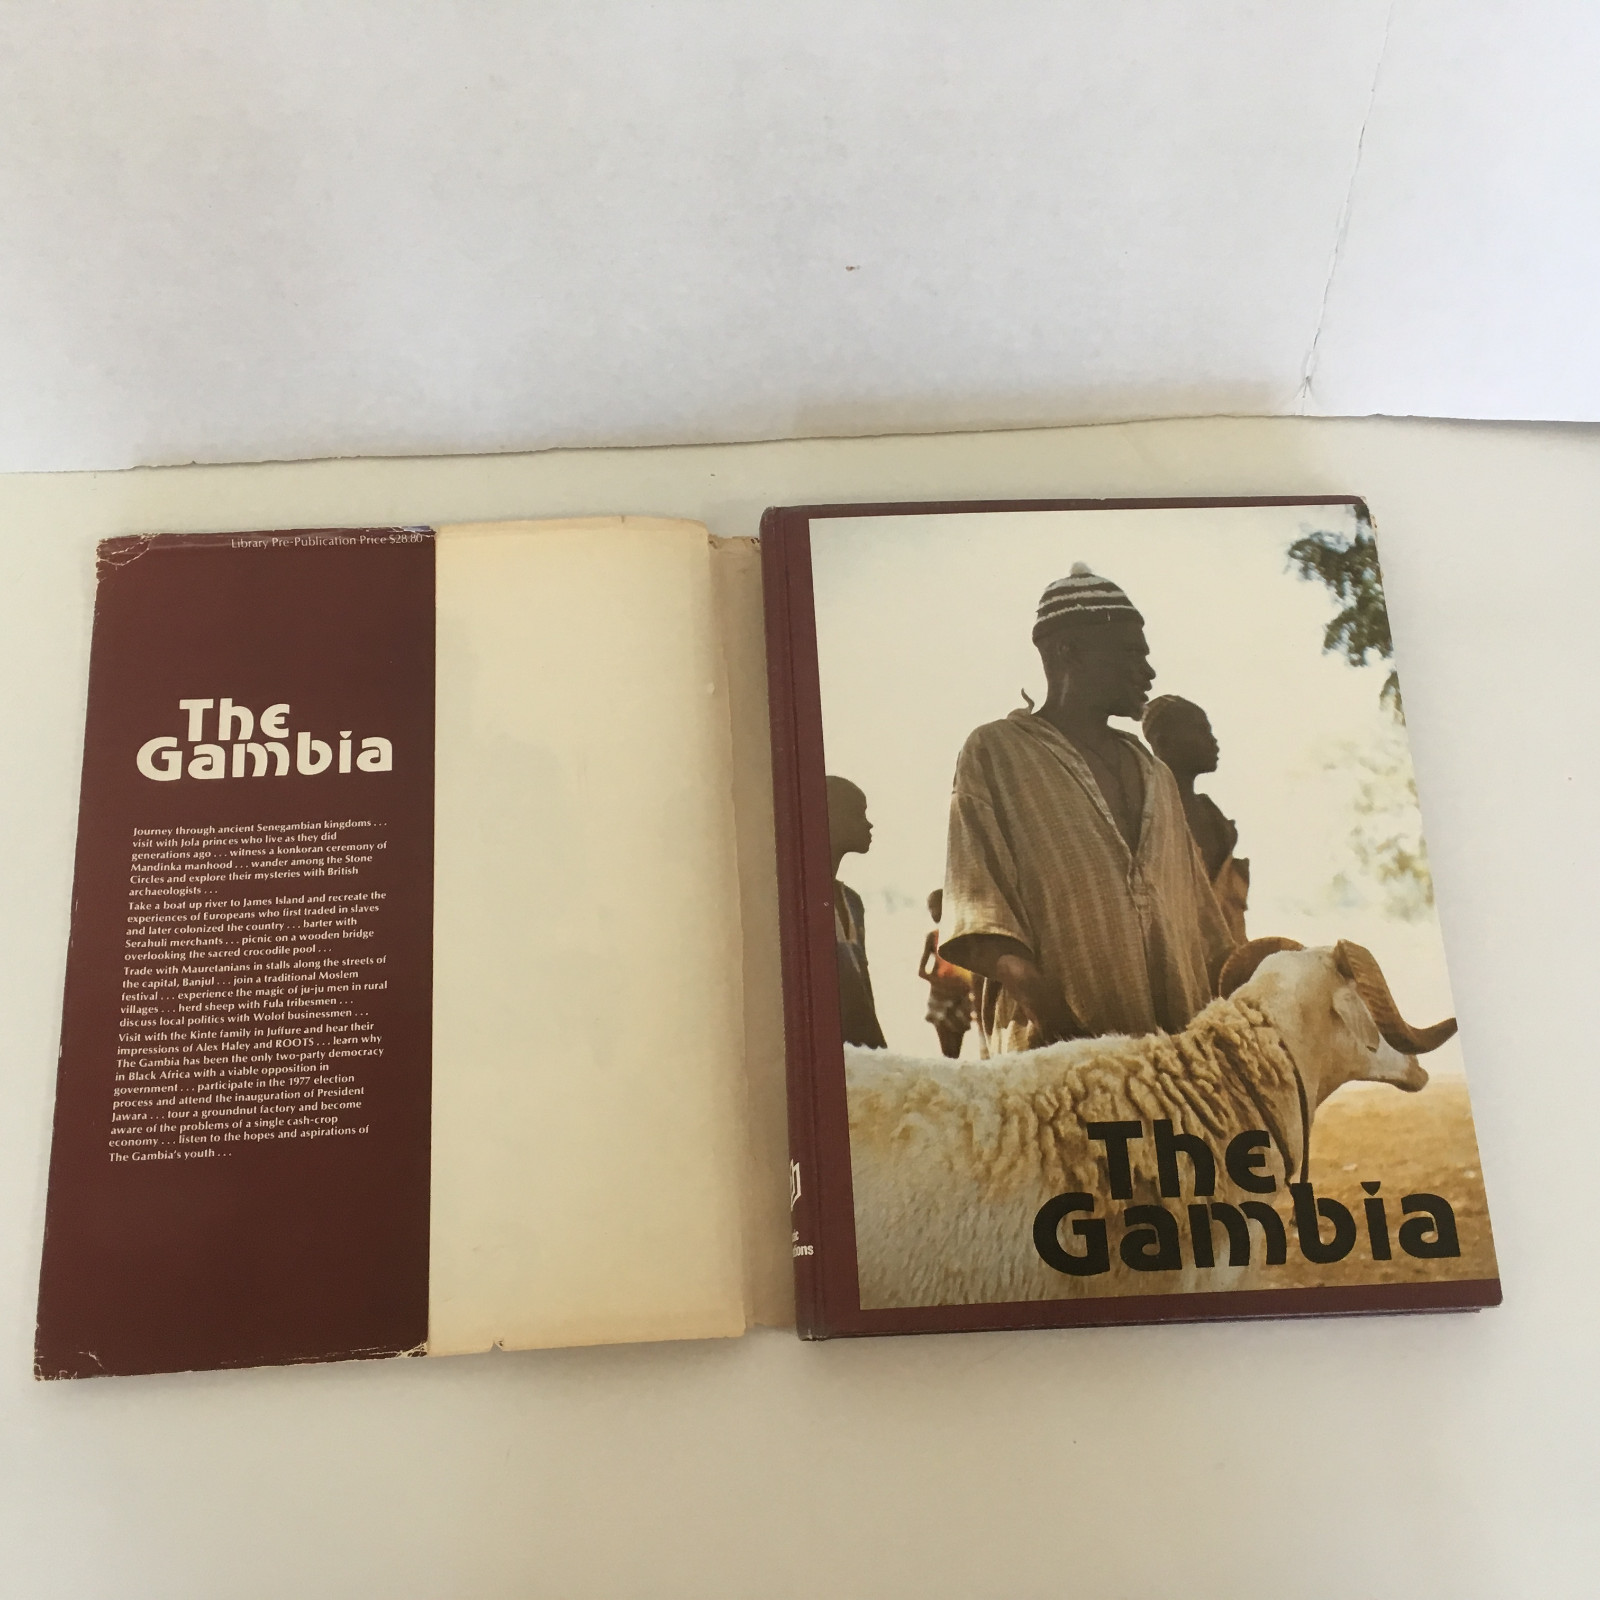 Library Pre-Publication Price $28.80
The
Gambia
Journey through ancient Senegambian kingdoms . . .
visit with Jola princes who live as they did
generations ago . . . witness a konkoran ceremony of
Mandinka manhood . . . wander among the Stone
Circles and explore their mysteries with British
archaeologists . . .
Take a boat up river to James Island and recreate the
experiences of Europeans who first traded in slaves
and later colonized the country . . . barter with
Serahuli merchants . . . picnic on a wooden bridge
overlooking the sacred crocodile pool . . .
Trade with Mauretanians in stalls along the streets of
the capital, Banjul . . . join a traditional Moslem
festival . . . experience the magic of ju-ju men in rural
villages . . . herd sheep with Fula tribesmen . . .
discuss local politics with Wolof businessmen . . .
Visit with the Kinte family in Juffure and hear their
impressions of Alex Haley and ROOTS . . . learn why
The Gambia has been the only two-party democracy
in Black Africa with a viable opposition in
government . . . participate in the 1977 election
process and attend the inauguration of President
Jawara . . . tour a groundnut factory and become
aware of the problems of a single cash-crop
economy . . . listen to the hopes and aspirations of
The Gambia's youth . . .
The
Gambia